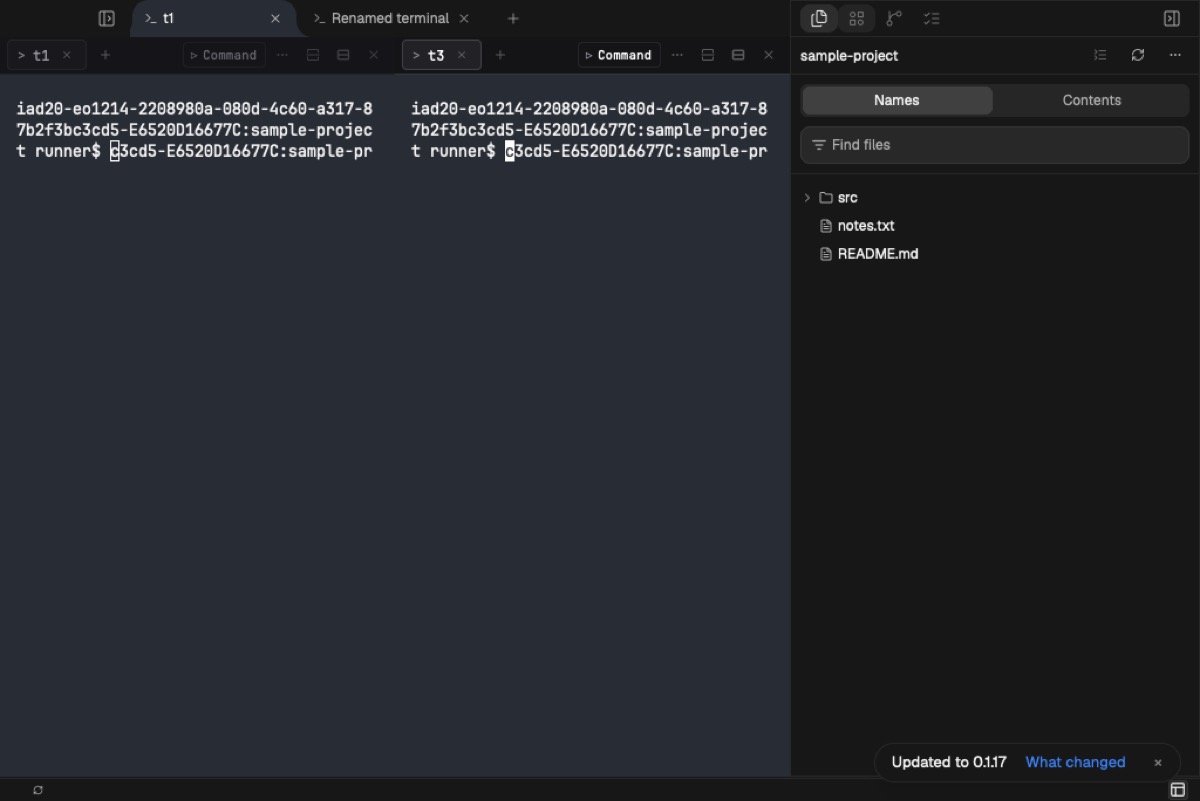 t1
Renamed terminal
t1
Command
t3
Command
iad20-eo1214-2208980a-080d-4c60-a317-8
7b2f3bc3cd5-E6520D16677C:sample-projec
t runner$ c3cd5-E6520D16677C:sample-pr
iad20-eo1214-2208980a-080d-4c60-a317-8
7b2f3bc3cd5-E6520D16677C:sample-projec
t runner$ c3cd5-E6520D16677C:sample-pr
sample-project
Names
Contents
Find files
src
notes.txt
README.md
Updated to 0.1.17 What changed